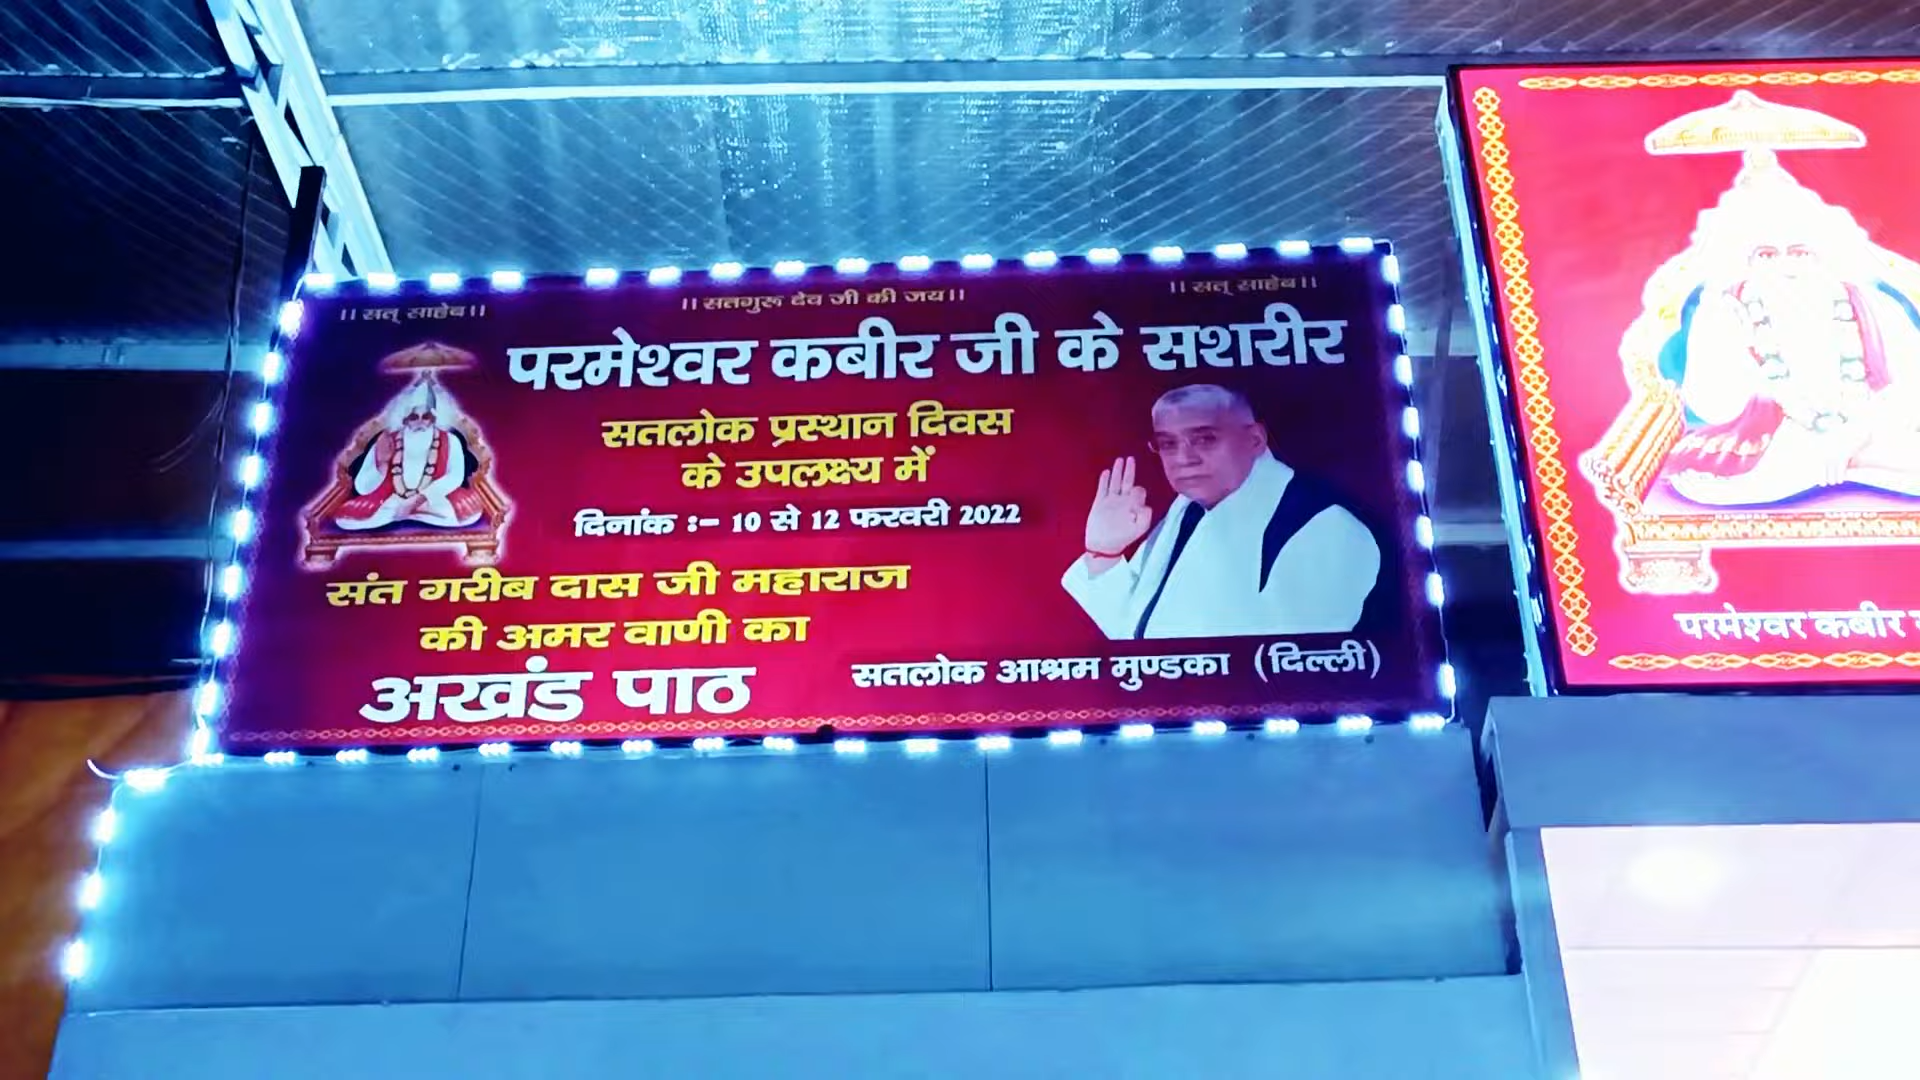 ।। सत् साहेब।।
।। सतगुरू देव जी की जय।।
।। सत् साहेब।।
परमेश्वर कबीर जी के सशरीर
सतलोक प्रस्थान दिवस
के उपलक्ष्य में
दिनांक :– 10 से 12 फरवरी 2022
संत गरीब दास जी महाराज
की अमर वाणी का
अखंड पाठ
सतलोक आश्रम मुण्डका (दिल्ली)
परमेश्वर कबीर